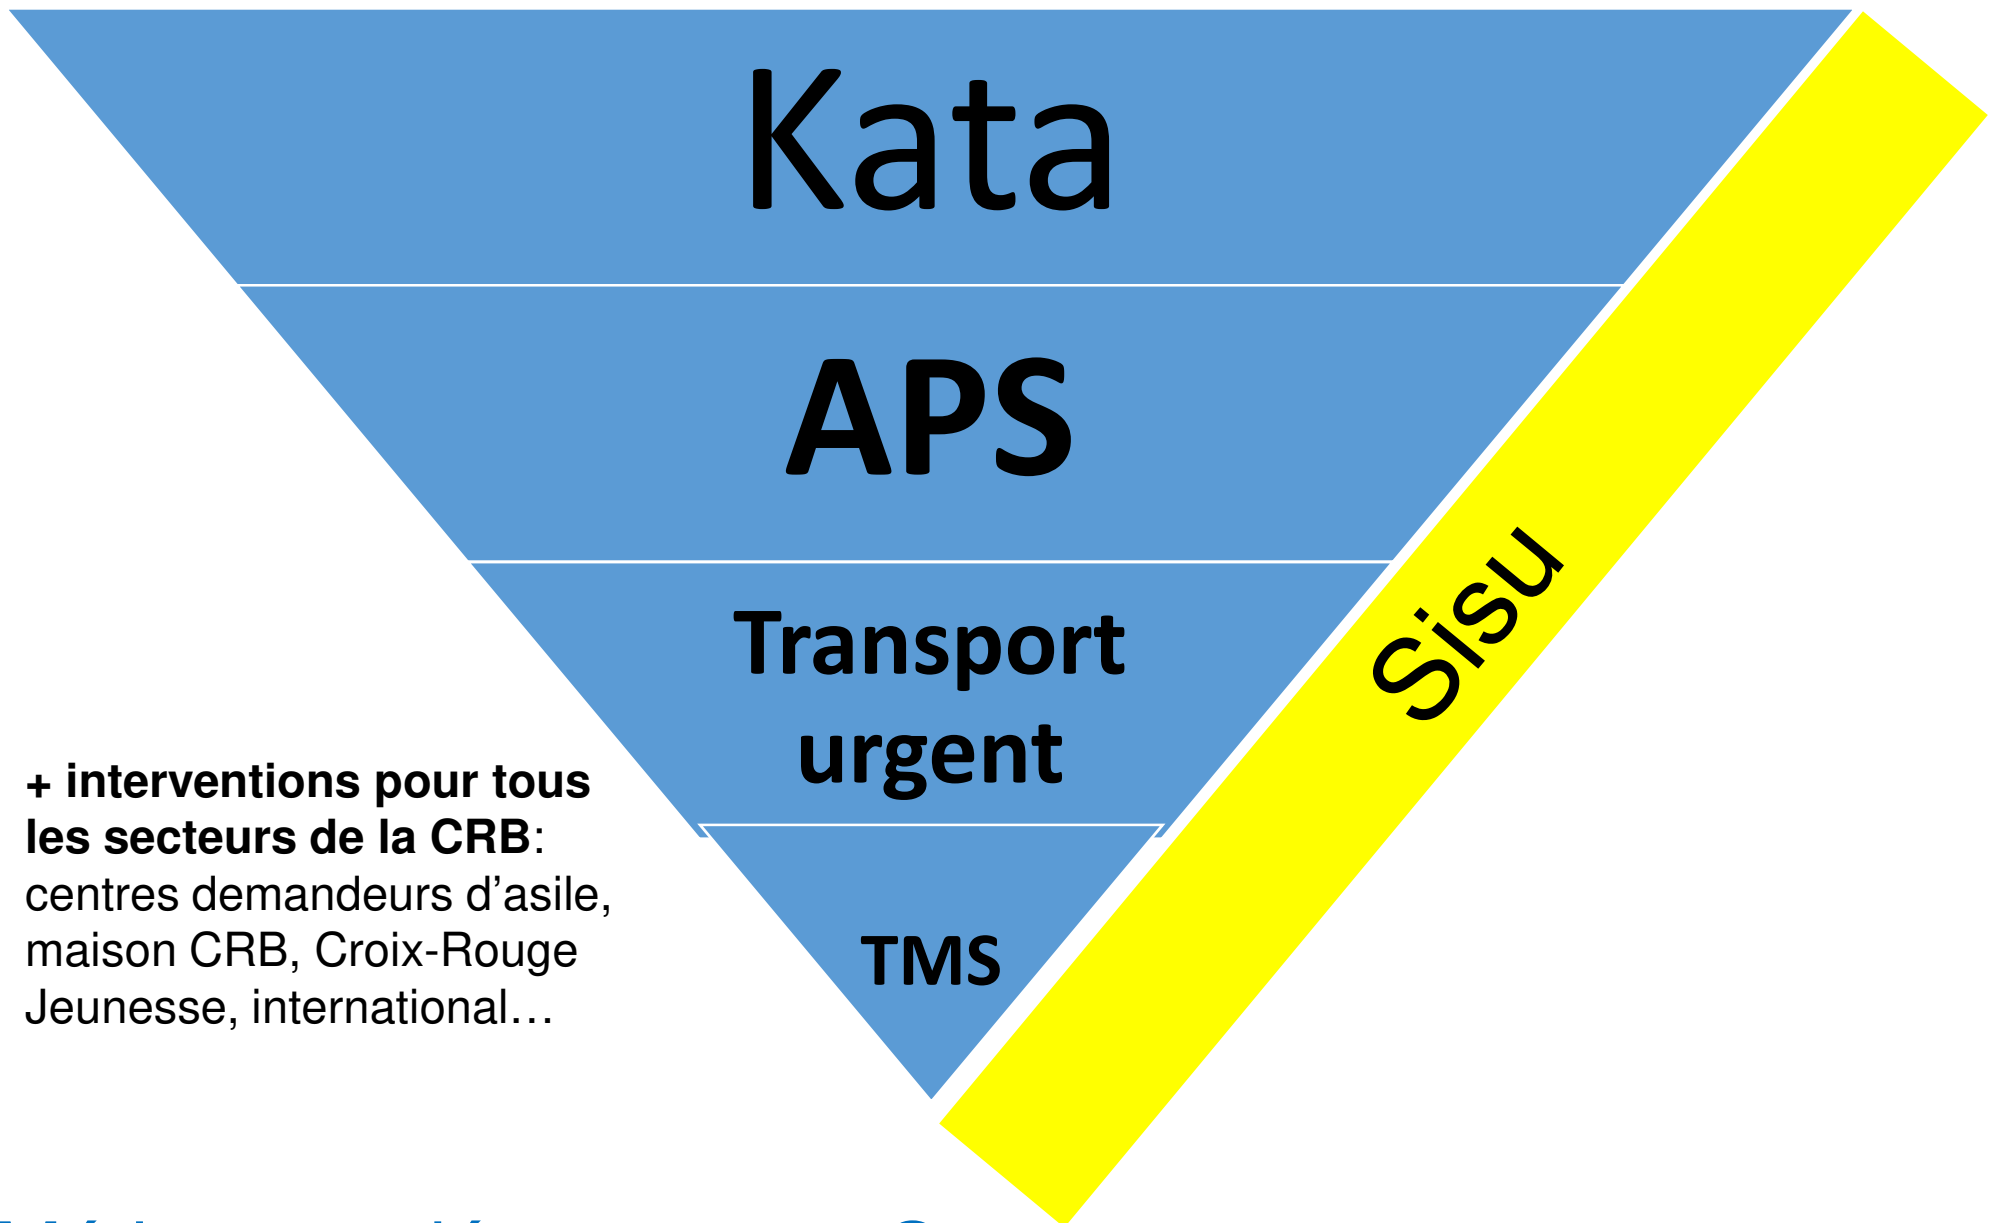 Kata
APS
Transport
urgent
TMS
Sisu
+ interventions pour tous
les secteurs de la CRB:
centres demandeurs d’asile,
maison CRB, Croix-Rouge
Jeunesse, international…